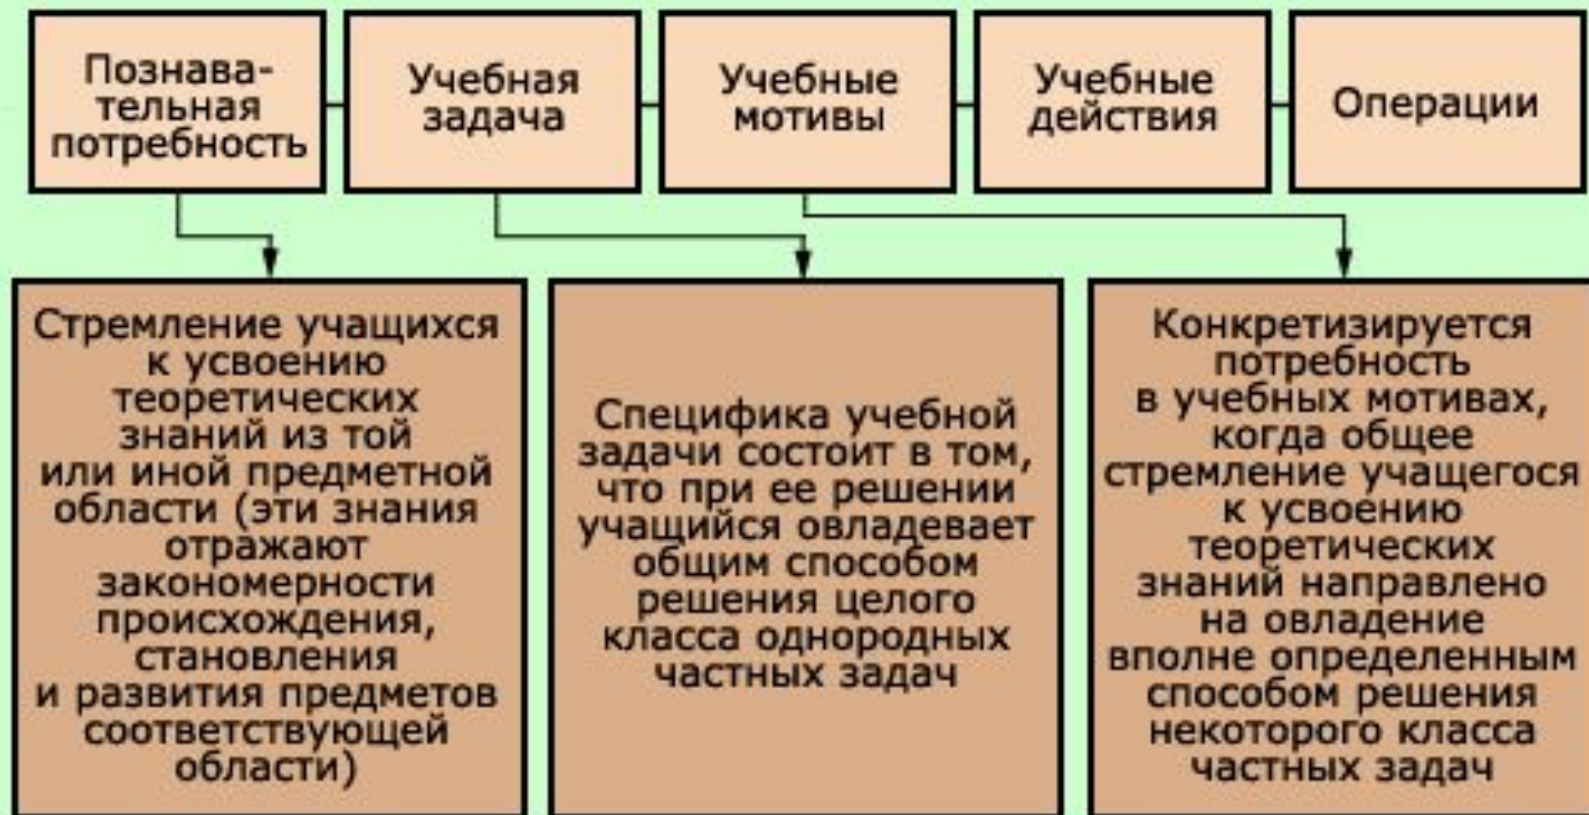 Познава-
тельная
потребность
Учебная
задача
Учебные
мотивы
Учебные
действия
Операции
Стремление учащихся
к усвоению
теоретических
знаний из той
или иной предметной
области (эти знания
отражают
закономерности
происхождения,
становления
и развития предметов
соответствующей
области)
Специфика учебной
задачи состоит в том,
что при ее решении
учащийся овладевает
общим способом
решения целого
класса однородных
частных задач
Конкретизируется
потребность
в учебных мотивах,
когда общее
стремление учащегося
к усвоению
теоретических
знаний направлено
на овладение
вполне определенным
способом решения
некоторого класса
частных задач